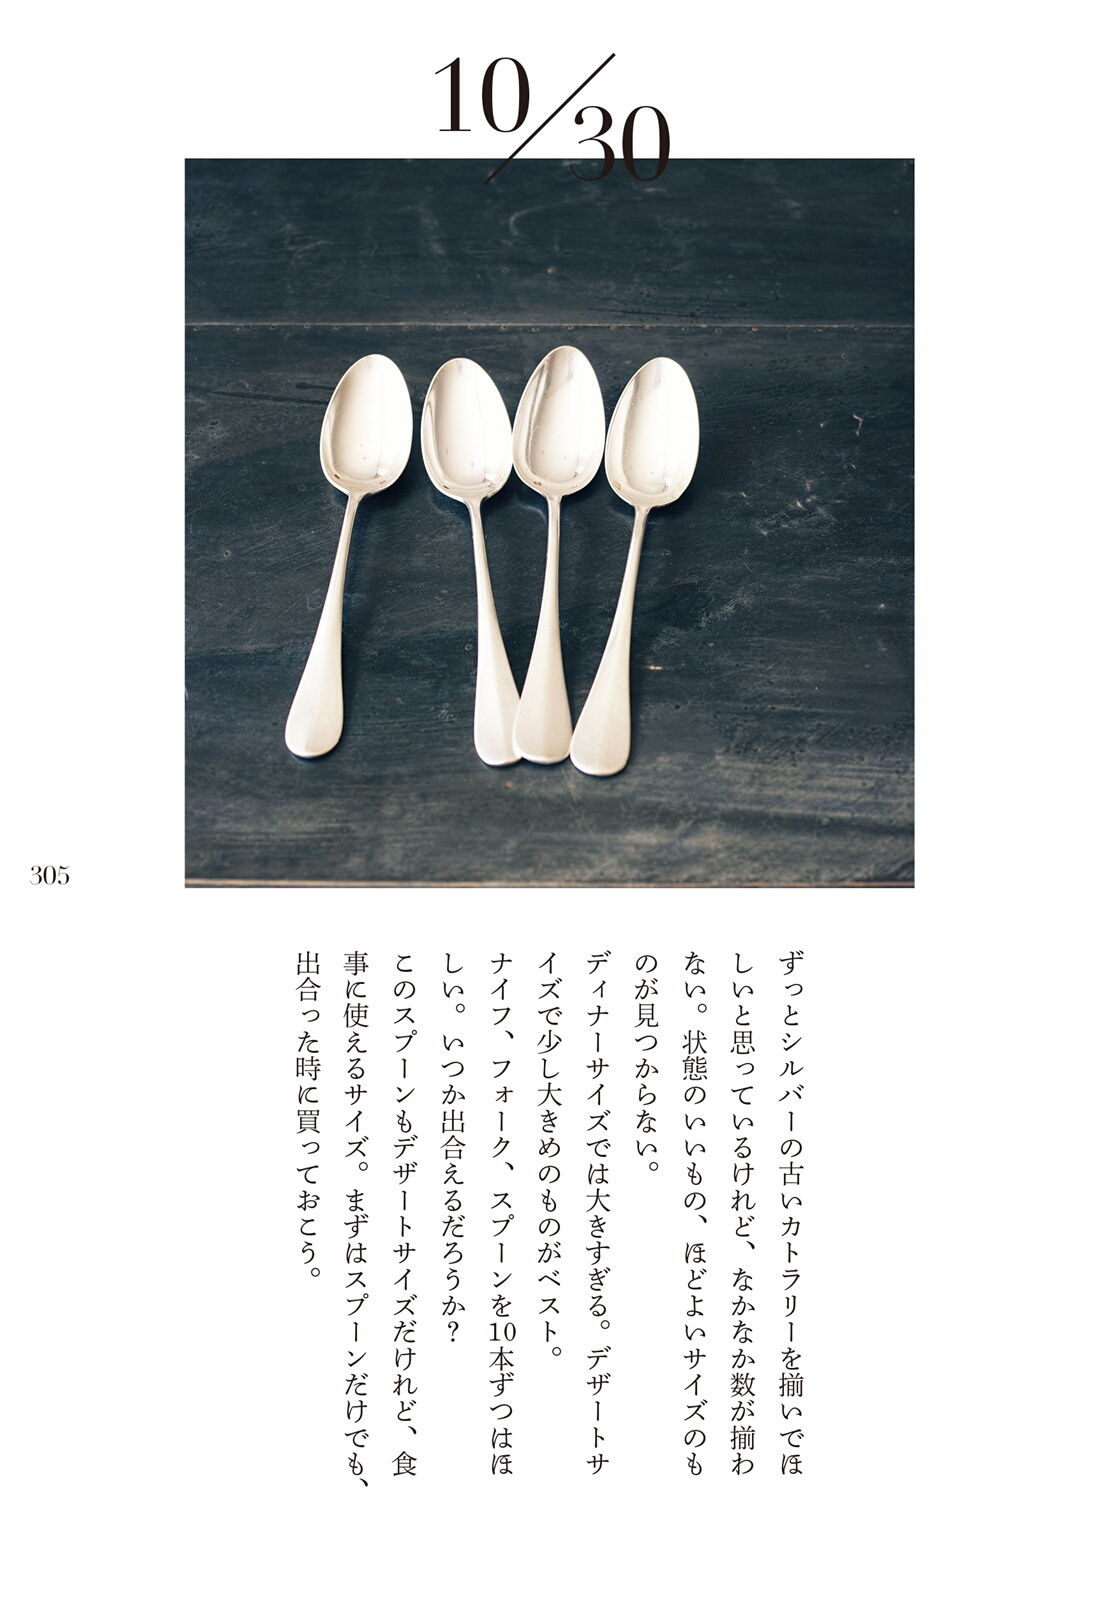 10/30
ずっとシルバーの古いカトラリーを揃いでほ
しいと思っているけれど、なかなか数が揃わ
ない。状態のいいもの、ほどよいサイズのも
のが見つからない。
ディナーサイズでは大きすぎる。デザートサ
イズで少し大きめのものがベスト。
ナイフ、フォーク、スプーンを10本ずつはほ
しい。いつか出合えるだろうか?
このスプーンもデザートサイズだけれど、食
事に使えるサイズ。まずはスプーンだけでも、
出合った時に買っておこう。
305